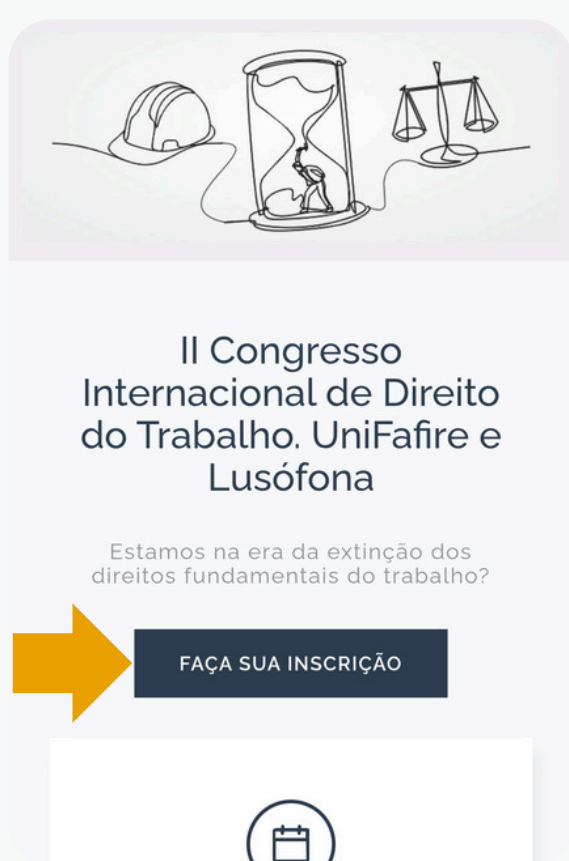 II Congresso
Internacional de Direito
do Trabalho. UniFafire e
Lusófona
Estamos na era da extinção dos
direitos fundamentais do trabalho?
FAÇA SUA INSCRIÇÃO